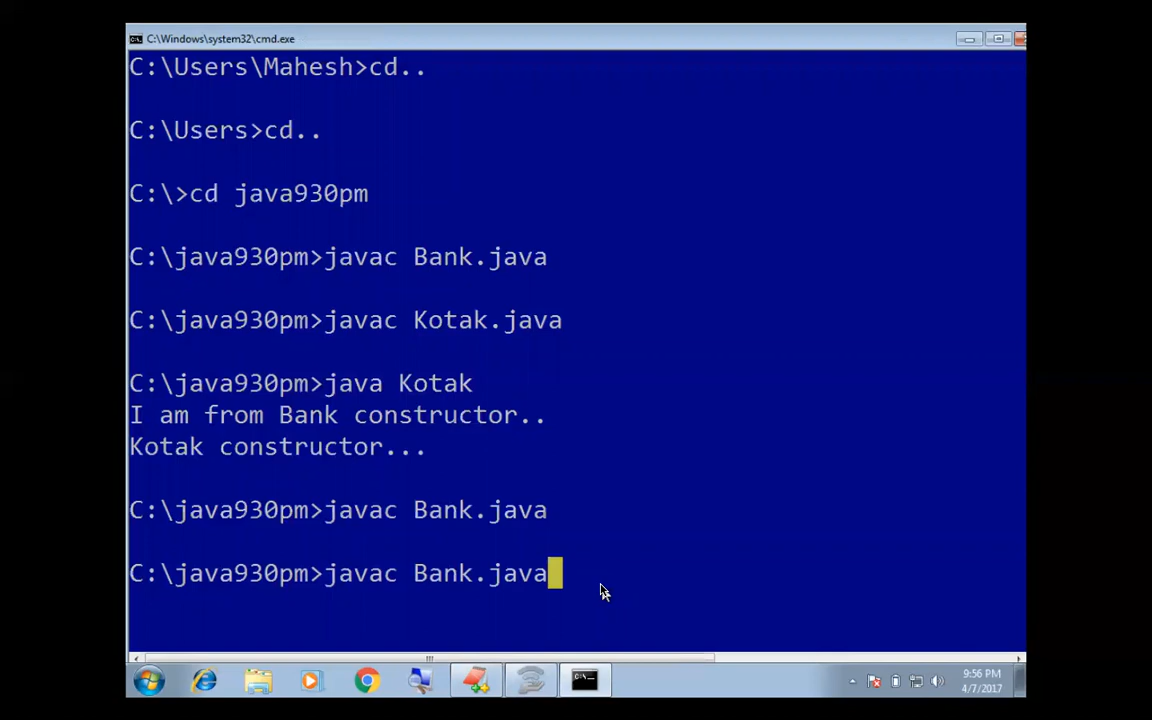 C:\Windows\system32\cmd.exe
C:\Users\Mahesh>cd..
C:\Users>cd..
C:\>cd java930pm
C:\java930pm>javac Bank.java
C:\java930pm>javac Kotak.java
C:\java930pm>java Kotak
I am from Bank constructor..
Kotak constructor...
C:\java930pm>javac Bank.java
C:\java930pm>javac Bank.java
9:56 PM
4/7/2017